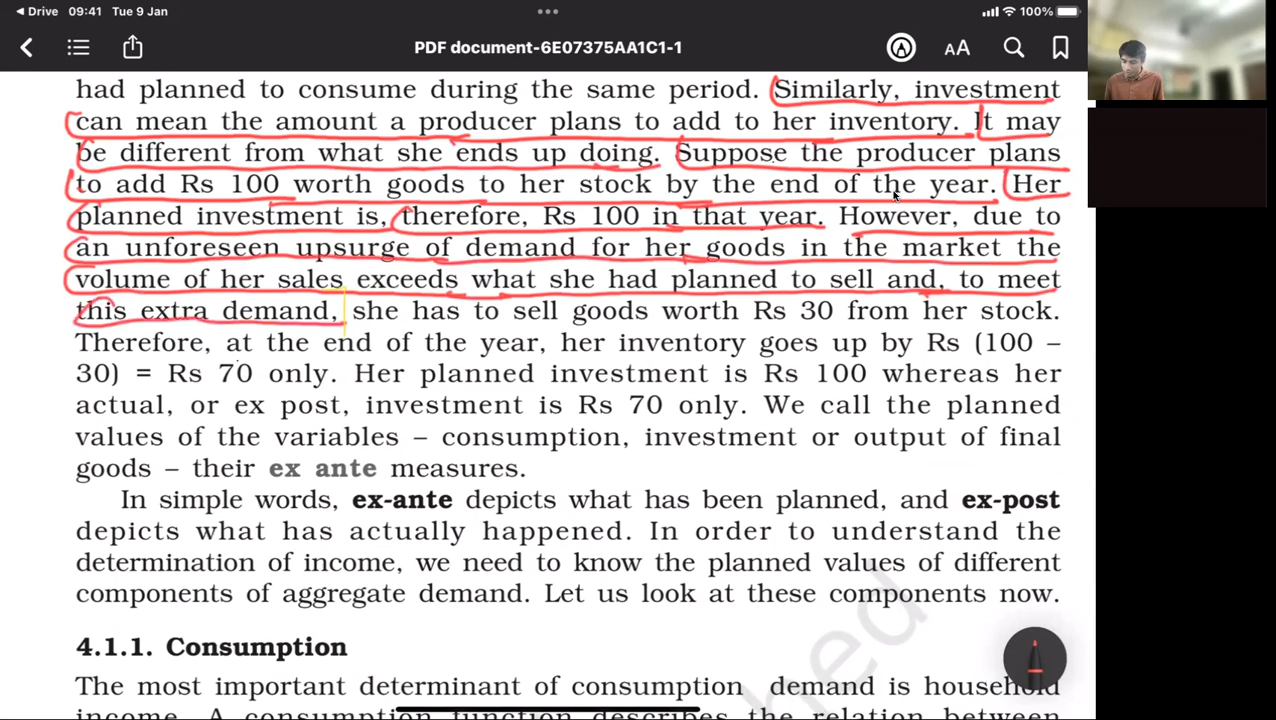 Drive 09:41 Tue 9 Jan
100%
PDF document-6E07375AA1C1-1
AA
had planned to consume during the same period. Similarly, investment
can mean the amount a producer plans to add to her inventory. It may
be different from what she ends up doing. Suppose the producer plans
to add Rs 100 worth goods to her stock by the end of the year. Her
planned investment is, therefore, Rs 100 in that year. However, due to
an unforeseen upsurge of demand for her goods in the market the
volume of her sales exceeds what she had planned to sell and, to meet
this extra demand, she has to sell goods worth Rs 30 from her stock.
Therefore, at the end of the year, her inventory goes up by Rs (100 –
30) = Rs 70 only. Her planned investment is Rs 100 whereas her
actual, or ex post, investment is Rs 70 only. We call the planned
values of the variables – consumption, investment or output of final
goods – their ex ante measures.
In simple words, ex-ante depicts what has been planned, and ex-post
depicts what has actually happened. In order to understand the
determination of income, we need to know the planned values of different
components of aggregate demand. Let us look at these components now.
4.1.1. Consumption
The most important determinant of consumption demand is household
income. A consumption function describes the relation between